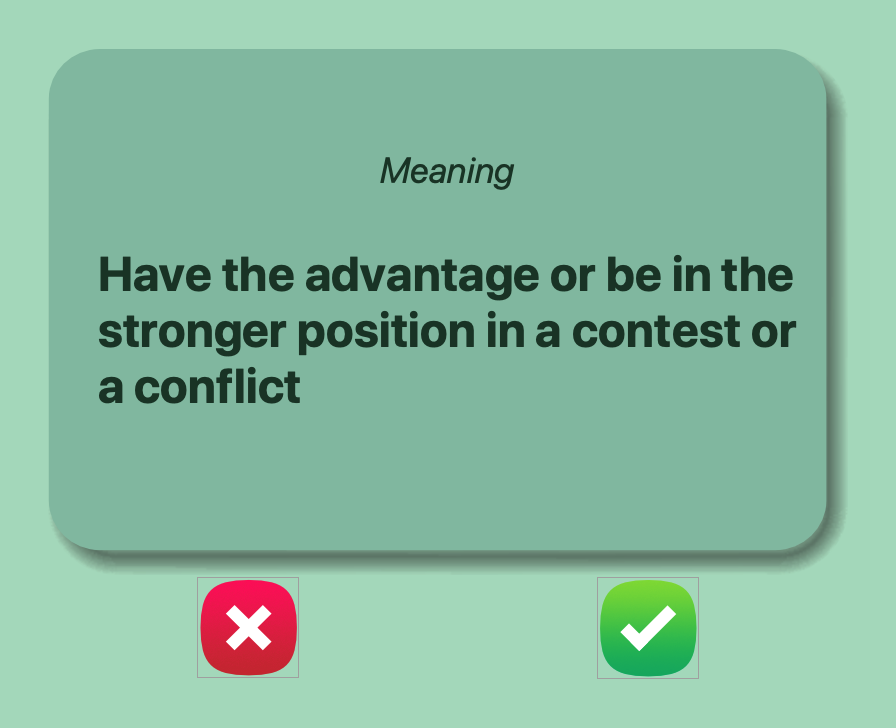 Meaning
Have the advantage or be in the
stronger position in a contest or
a conflict